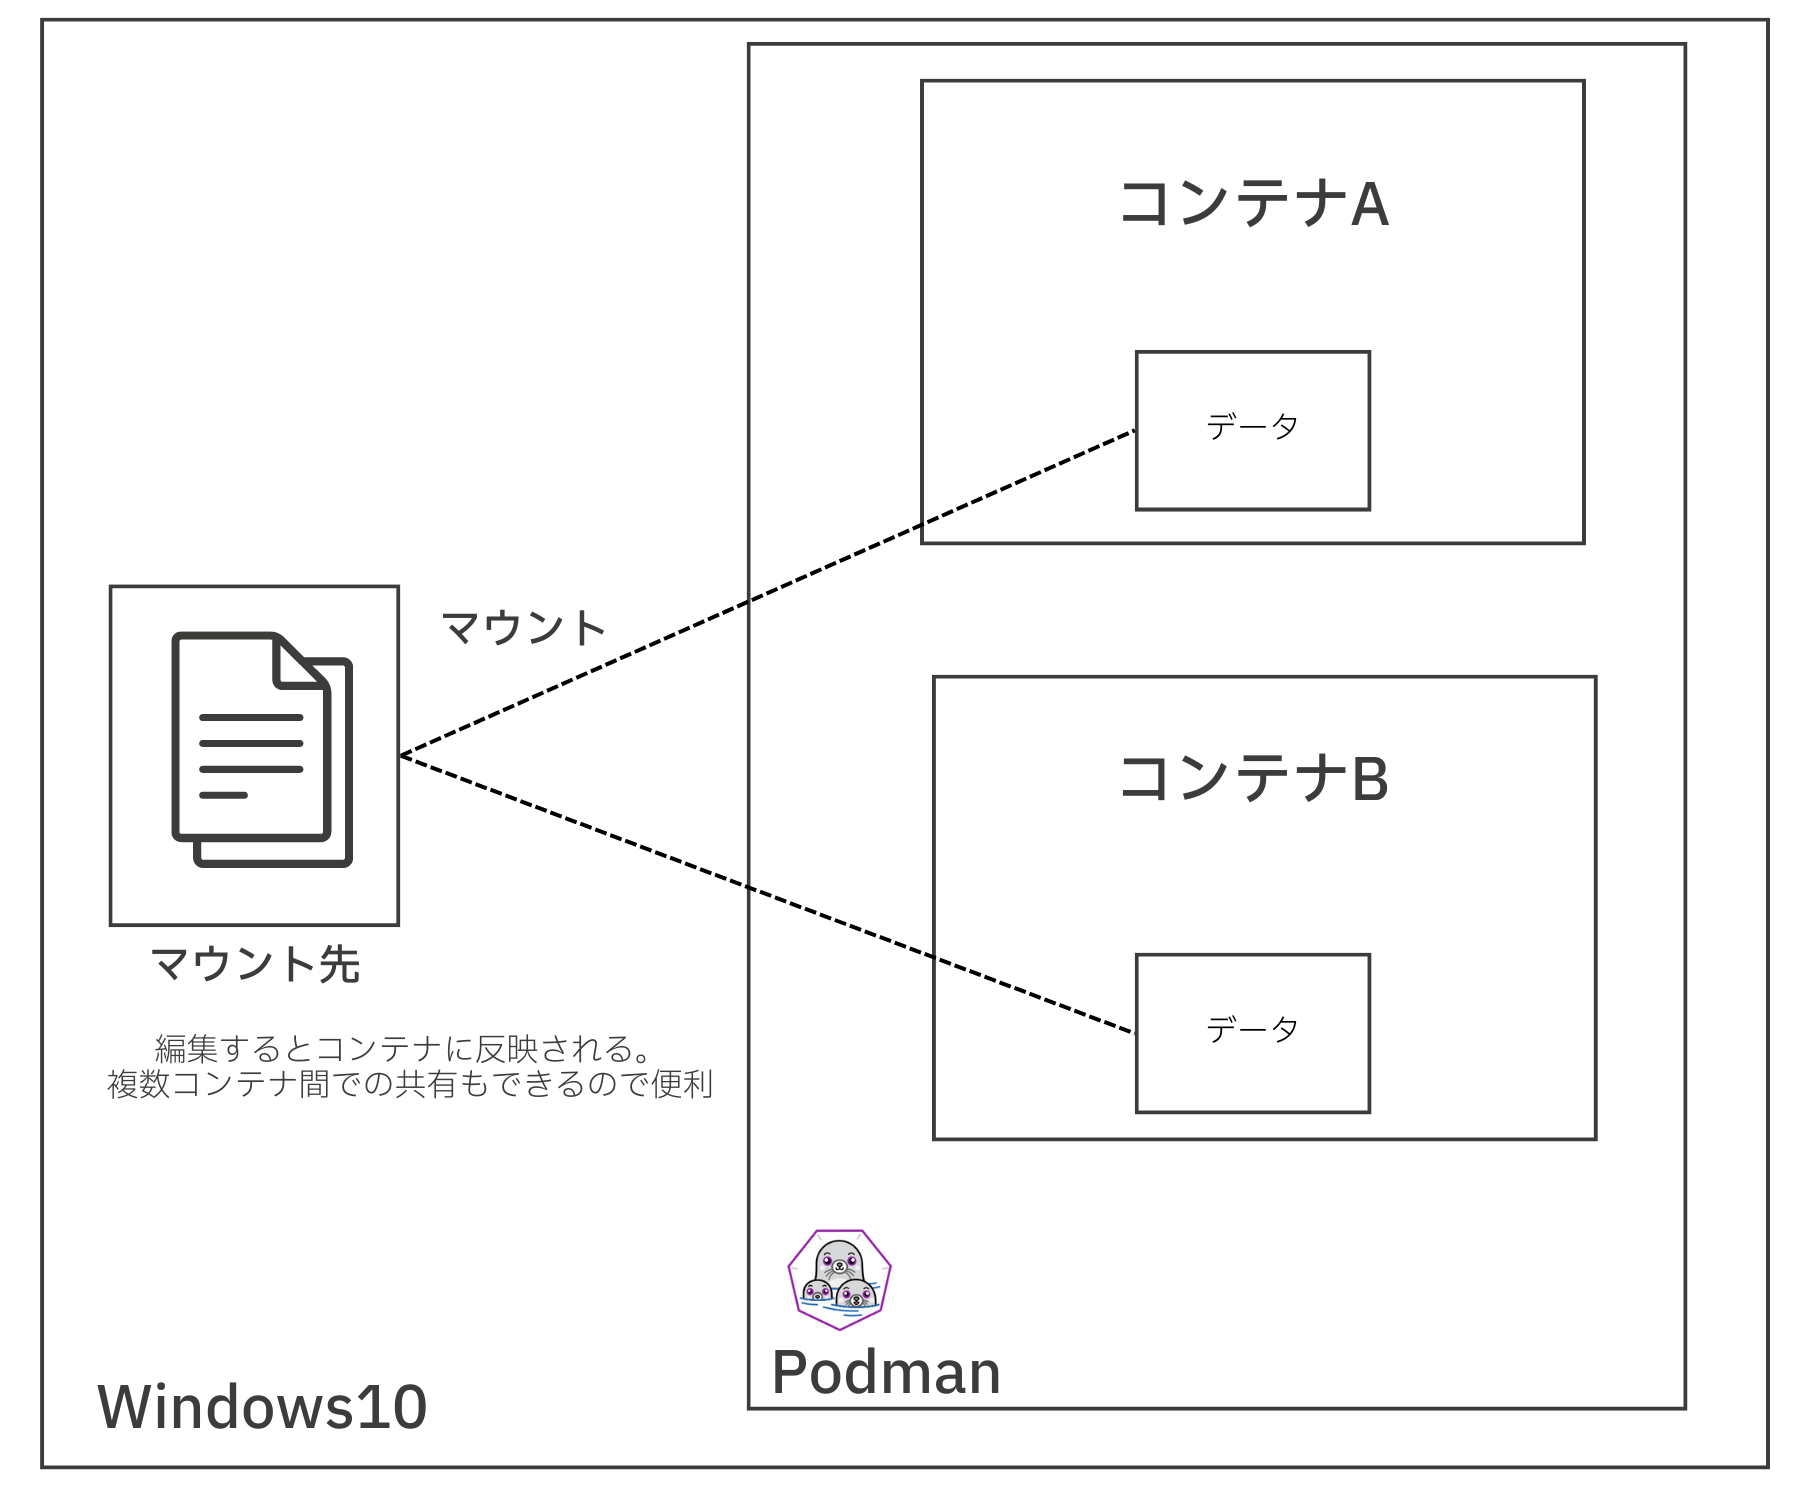 コンテナA
データ
マウント
コンテナB
マウント先
データ
編集するとコンテナに反映される。
複数コンテナ間での共有もできるので便利
Podman
Windows10